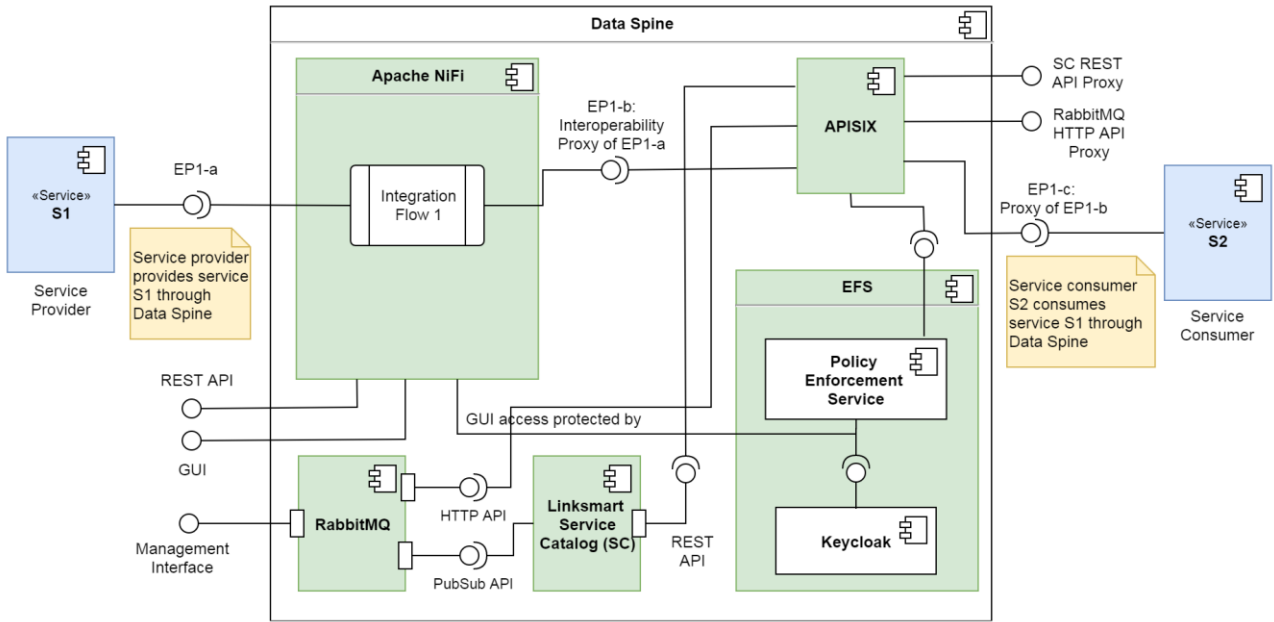 Data Spine
Apache NiFi
APISIX
SC REST
API Proxy
RabbitMQ
HTTP API
Proxy
EP1-b:
Interoperability
Proxy of EP1-a
EP1-a
«Service»
S1
Integration
Flow 1
EP1-c:
Proxy of EP1-b
«Service»
S2
Service provider
provides service
S1 through
Data Spine
Service
Provider
EFS
Service consumer
S2 consumes
service S1 through
Data Spine
Service
Consumer
Policy
Enforcement
Service
REST API
GUI access protected by
GUI
RabbitMQ
HTTP API
Linksmart
Service
Catalog (SC)
REST
API
Keycloak
Management
Interface
PubSub API